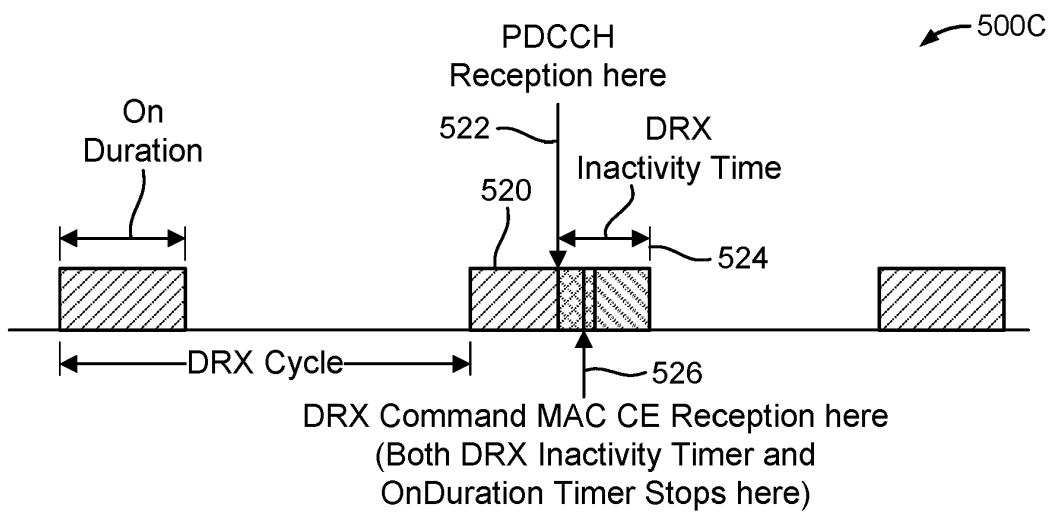 500C
PDCCH
Reception here
On
Duration
522
DRX
Inactivity Time
520
524
DRX Cycle
526
DRX Command MAC CE Reception here
(Both DRX Inactivity Timer and
OnDuration Timer Stops here)